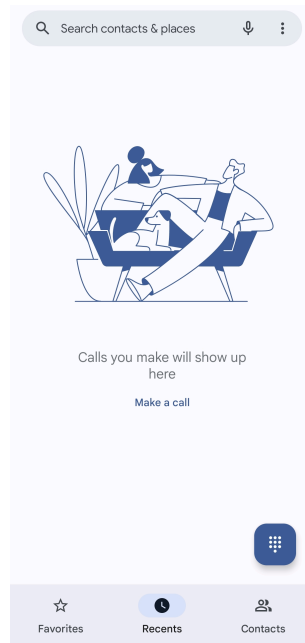 Search contacts & places
Calls you make will show up
here
Make a call
Favorites
Recents
Contacts